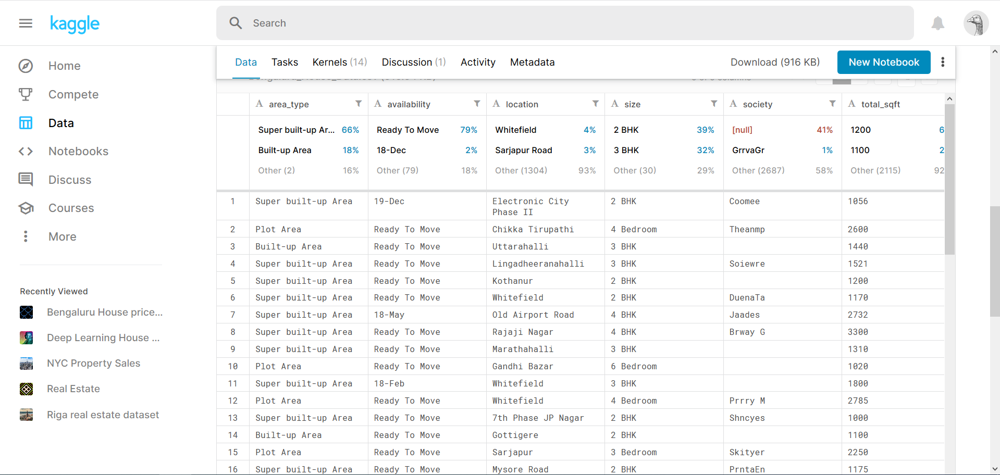 kaggle
Search
Home
Compete
Data
Notebooks
Discuss
Courses
More
Recently Viewed
Bengaluru House price...
Deep Learning House ...
NYC Property Sales
Real Estate
Riga real estate dataset
Data Tasks Kernels (14) Discussion (1) Activity Metadata Download (916 KB) New Notebook
A area_type A availability A location A size A society A total_sqft
Super built-up Ar... 66% Ready To Move 79% Whitefield 4% 2 BHK 39% [null] 41% 1200 6
Built-up Area 18% 18-Dec 2% Sarjapur Road 3% 3 BHK 32% GrrvaGr 1% 1100 2
Other (2) 16% Other (79) 18% Other (1304) 93% Other (30) 29% Other (2687) 58% Other (2115) 92
1 Super built-up Area 19-Dec Electronic City 2 BHK Coomee 1056
Phase II
2 Plot Area Ready To Move Chikka Tirupathi 4 Bedroom Theanmp 2600
3 Built-up Area Ready To Move Uttarahalli 3 BHK 1440
4 Super built-up Area Ready To Move Lingadheeranahalli 3 BHK Soiewre 1521
5 Super built-up Area Ready To Move Kothanur 2 BHK 1200
6 Super built-up Area Ready To Move Whitefield 2 BHK DuenaTa 1170
7 Super built-up Area 18-May Old Airport Road 4 BHK Jaades 2732
8 Super built-up Area Ready To Move Rajaji Nagar 4 BHK Brway G 3300
9 Super built-up Area Ready To Move Marathahalli 3 BHK 1310
10 Plot Area Ready To Move Gandhi Bazar 6 Bedroom 1020
11 Super built-up Area 18-Feb Whitefield 3 BHK 1800
12 Plot Area Ready To Move Whitefield 4 Bedroom Prrry M 2785
13 Super built-up Area Ready To Move 7th Phase JP Nagar 2 BHK Shncyes 1000
14 Built-up Area Ready To Move Gottigere 2 BHK 1100
15 Plot Area Ready To Move Sarjapur 3 Bedroom Skityer 2250
16 Super built-up Area Ready To Move Mysore Road 2 BHK PrntaEn 1175